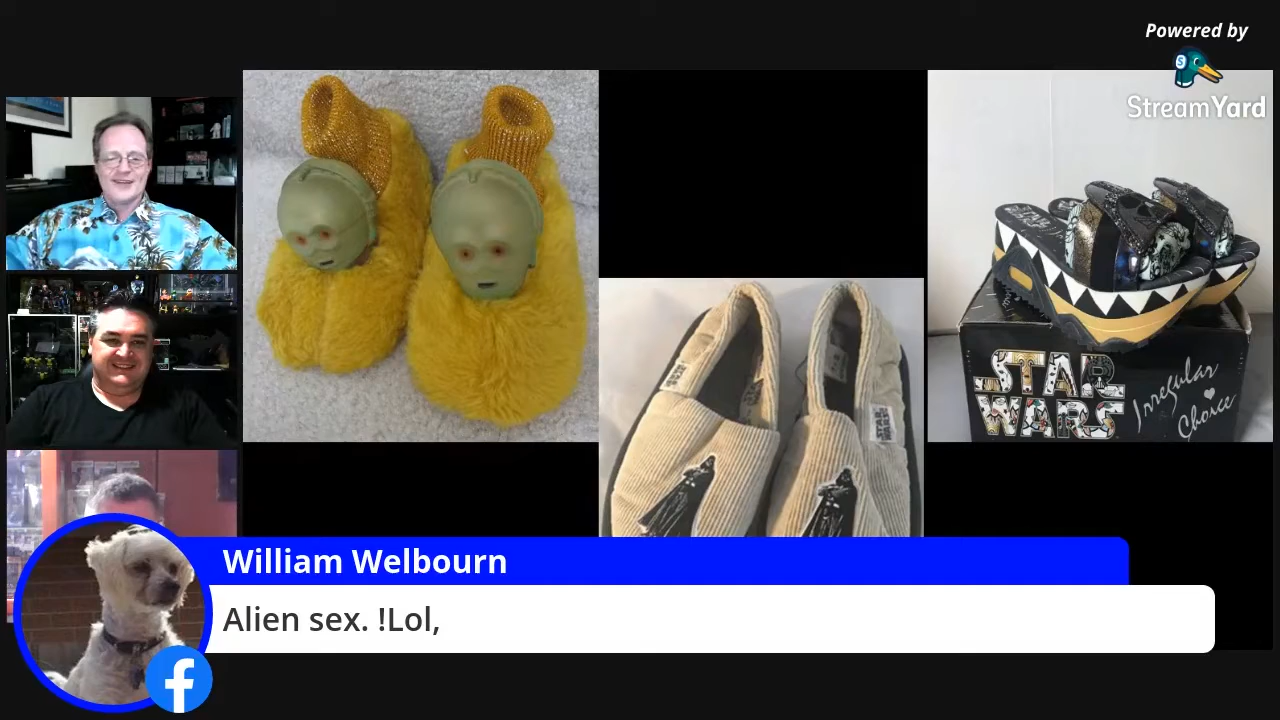 Powered by
StreamYard
STAR
WARS
Irregular
Choice
William Welbourn
Alien sex. !Lol,